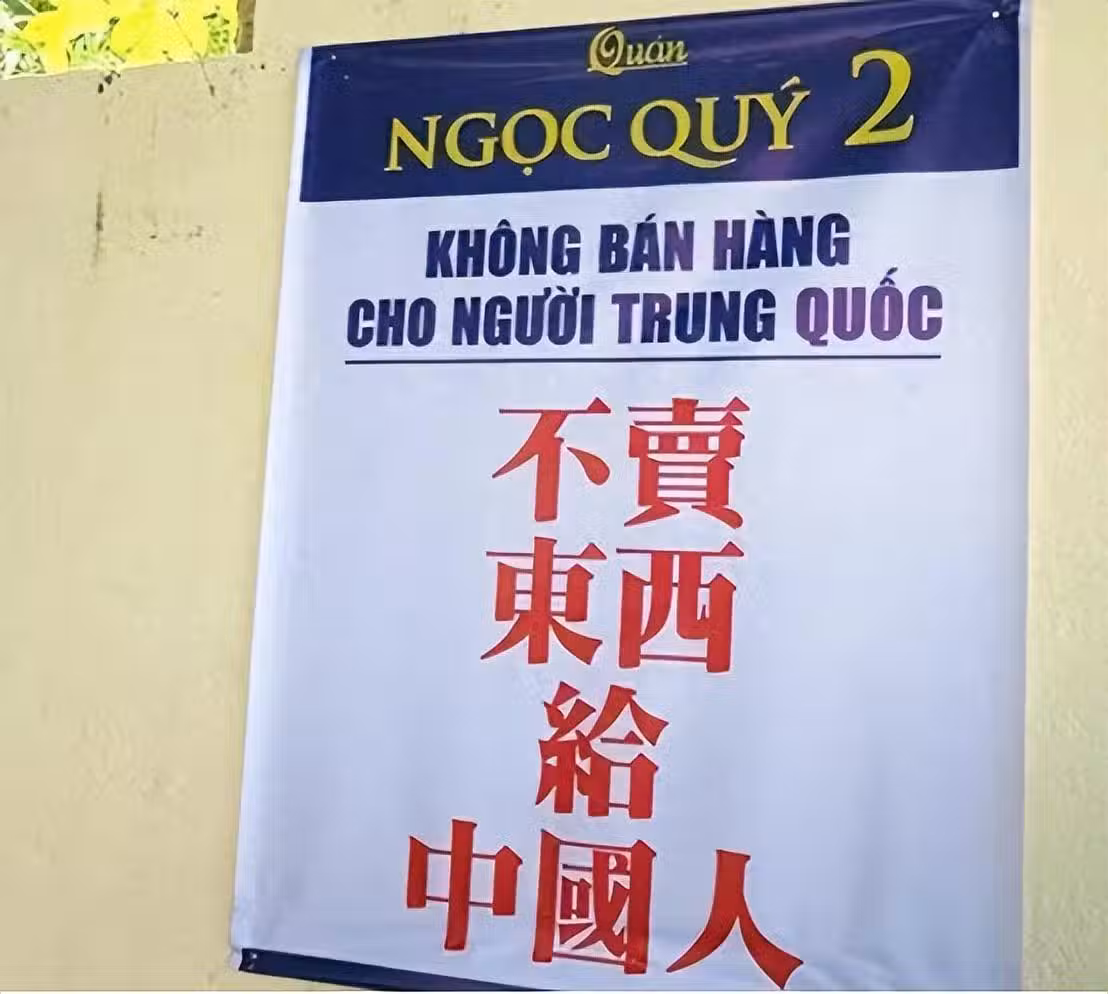 Quán
NGỌC QUÝ 2
KHÔNG BÁN HÀNG
CHO NGƯỜI TRUNG QUỐC
不賣
東西
給
中國人